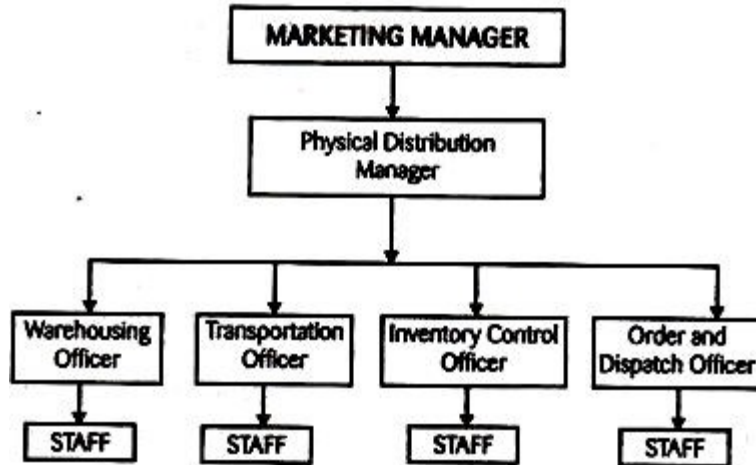 MARKETING MANAGER
Physical Distribution
Manager
Warehousing
Officer
Transportation
Officer
Inventory Control
Officer
Order and
Dispatch Officer
STAFF
STAFF
STAFF
STAFF